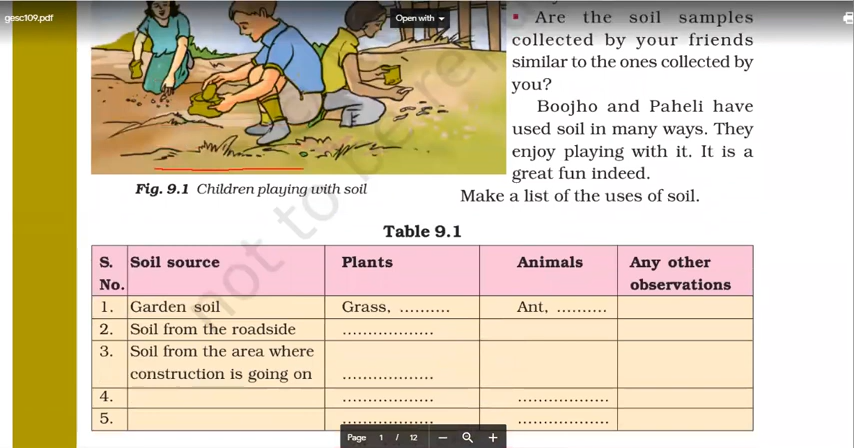 gesc109.pdf
Open with
▪ Are the soil samples
collected by your friends
similar to the ones collected by
you?
Boojho and Paheli have
used soil in many ways. They
enjoy playing with it. It is a
great fun indeed.
Fig. 9.1 Children playing with soil
Make a list of the uses of soil.
Table 9.1
S. No. Soil source Plants Animals Any other observations
1. Garden soil Grass, .......... Ant, ..........
2. Soil from the roadside ..................
3. Soil from the area where
construction is going on ..................
4. .................. ..................
5. .................. ..................
Page 1 / 12
not to be re